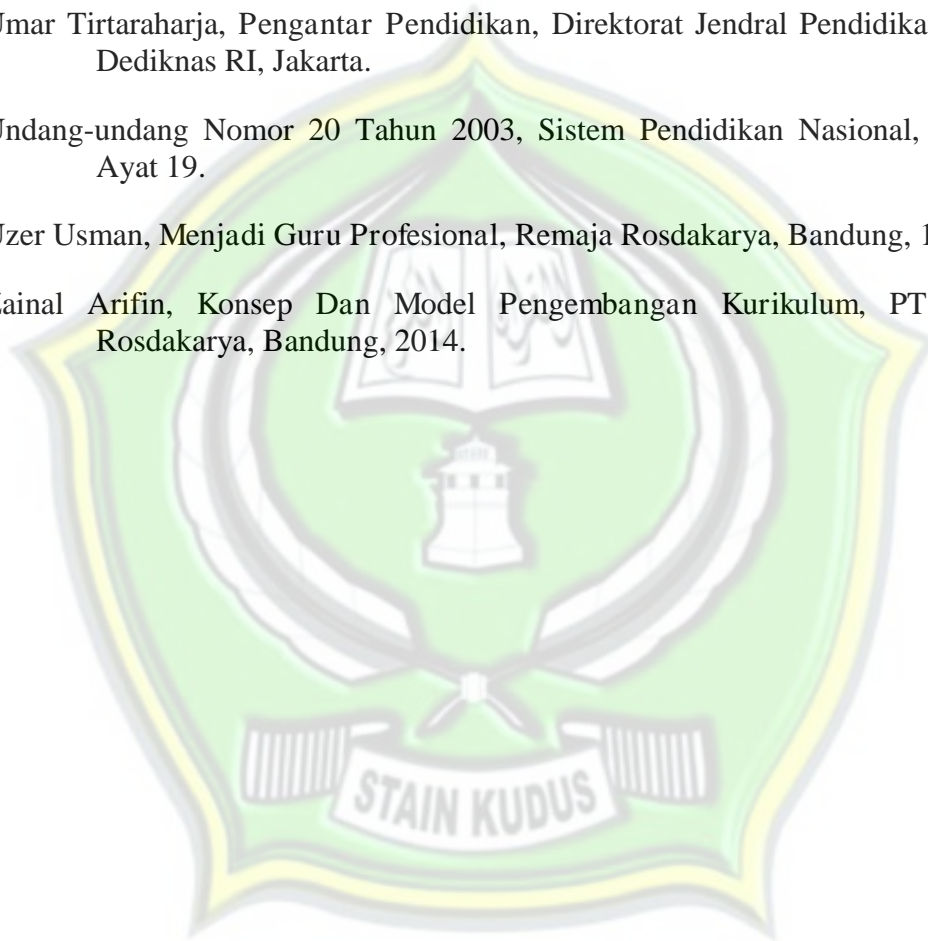 Umar Tirtaraharja, Pengantar Pendidikan, Direktorat Jendral Pendidika
Dediknas RI, Jakarta.
Undang-undang Nomor 20 Tahun 2003, Sistem Pendidikan Nasional,
Ayat 19.
Uzer Usman, Menjadi Guru Profesional, Remaja Rosdakarya, Bandung, 1
Zainal Arifin, Konsep Dan Model Pengembangan Kurikulum, PT
Rosdakarya, Bandung, 2014.
STAIN KUDUS